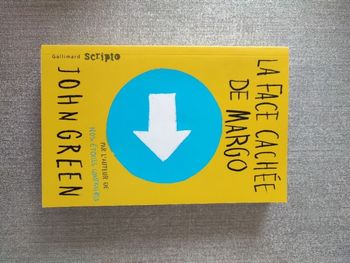 LA FACE CACHÉE
DE MARGO
PAR L'AUTEUR DE
NOS ÉTOILES CONTRAIRES
JOHN GREEN
Gallimard scripto